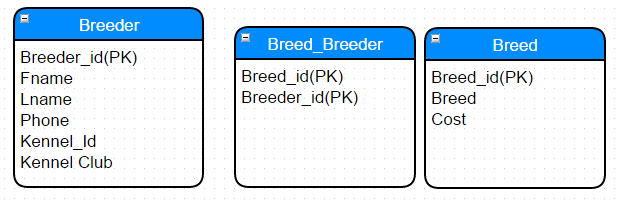 Breeder
Breeder_id(PK)
Fname
Lname
Phone
Kennel_Id
Kennel Club
Breed_Breeder
Breed_id(PK)
Breeder_id(PK)
Breed
Breed_id(PK)
Breed
Cost